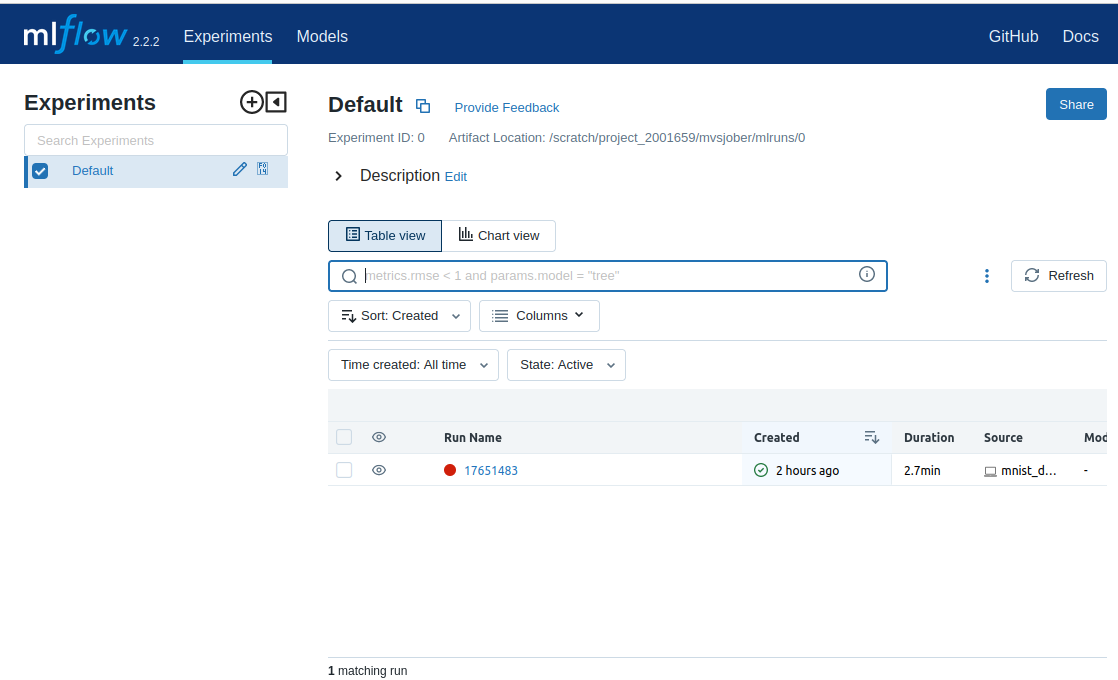 mlflow 2.2.2 Experiments Models GitHub Docs
Experiments
Search Experiments
Default
Default Provide Feedback Share
Experiment ID: 0 Artifact Location: /scratch/project_2001659/mvsjober/mlruns/0
Description Edit
Table view Chart view
metrics.rmse < 1 and params.model = "tree" Refresh
Sort: Created Columns
Time created: All time State: Active
Run Name Created Duration Source Mod
17651483 2 hours ago 2.7min mnist_d... -
1 matching run